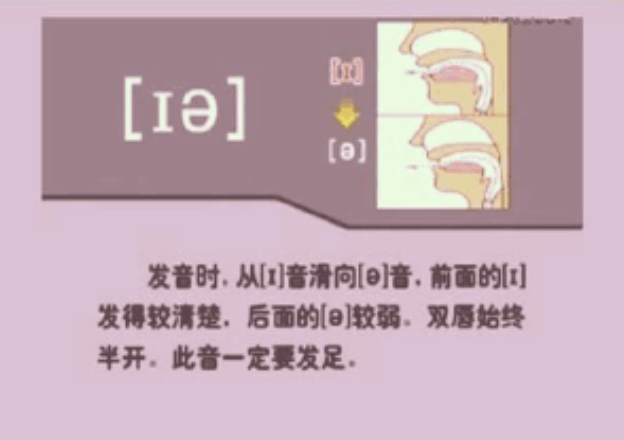 [ɪə]
[ɪ]
[ə]
发音时,从[ɪ]音滑向[ə]音,前面的[ɪ]
发得较清楚,后面的[ə]较弱。双唇始终
半开。此音一定要发足。